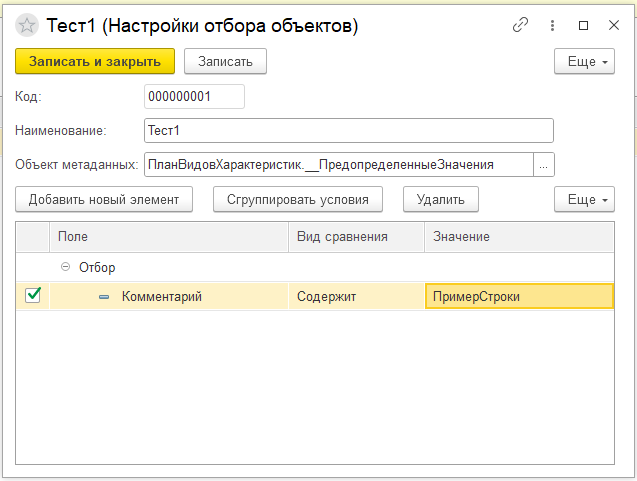 Тест1 (Настройки отбора объектов)
Записать и закрыть Записать Еще
Код: 000000001
Наименование: Тест1
Объект метаданных: ПланВидовХарактеристик.__ПредопределенныеЗначения ...
Добавить новый элемент Сгруппировать условия Удалить Еще
Поле Вид сравнения Значение
Отбор
Комментарий Содержит ПримерСтроки